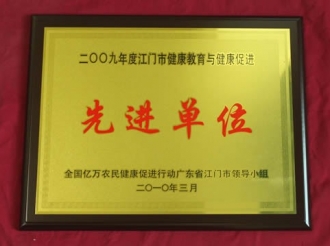 二〇〇九年度江门市健康教育与健康促进
先进单位
全国亿万农民健康促进行动广东省江门市领导小组
二〇一〇年三月